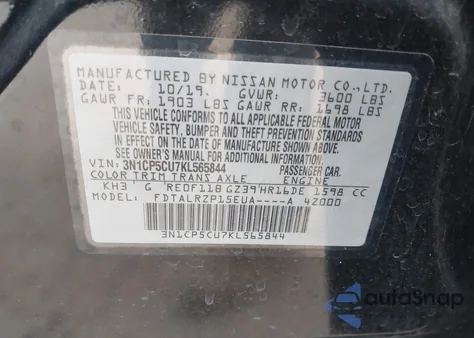 MANUFACTURED BY NISSAN MOTOR CO., LTD.
10/19. GVWR: 3600 LBS
GAWR FR: 1903 LBS GAWR RR: 1698 LBS
THIS VEHICLE CONFORMS TO ALL APPLICABLE FEDERAL MOTOR
VEHICLE SAFETY, BUMPER AND THEFT PREVENTION STANDARDS IN
EFFECT ON THE DATE OF MANUFACTURE SHOWN ABOVE.
SEE OWNER'S MANUAL FOR ADDITIONAL INFORMATION.
VIN: 3N1CP5CU7KL565844 PASSENGER CAR.
COLOR TRIM TRANS AXLE ENGINE
KH3 G RE0F11B GZ39 HR16DE 1598 CC
MODEL: FDTALRZP15EUA----A 4Z000
3N1CP5CU7KL565844
autoSnap